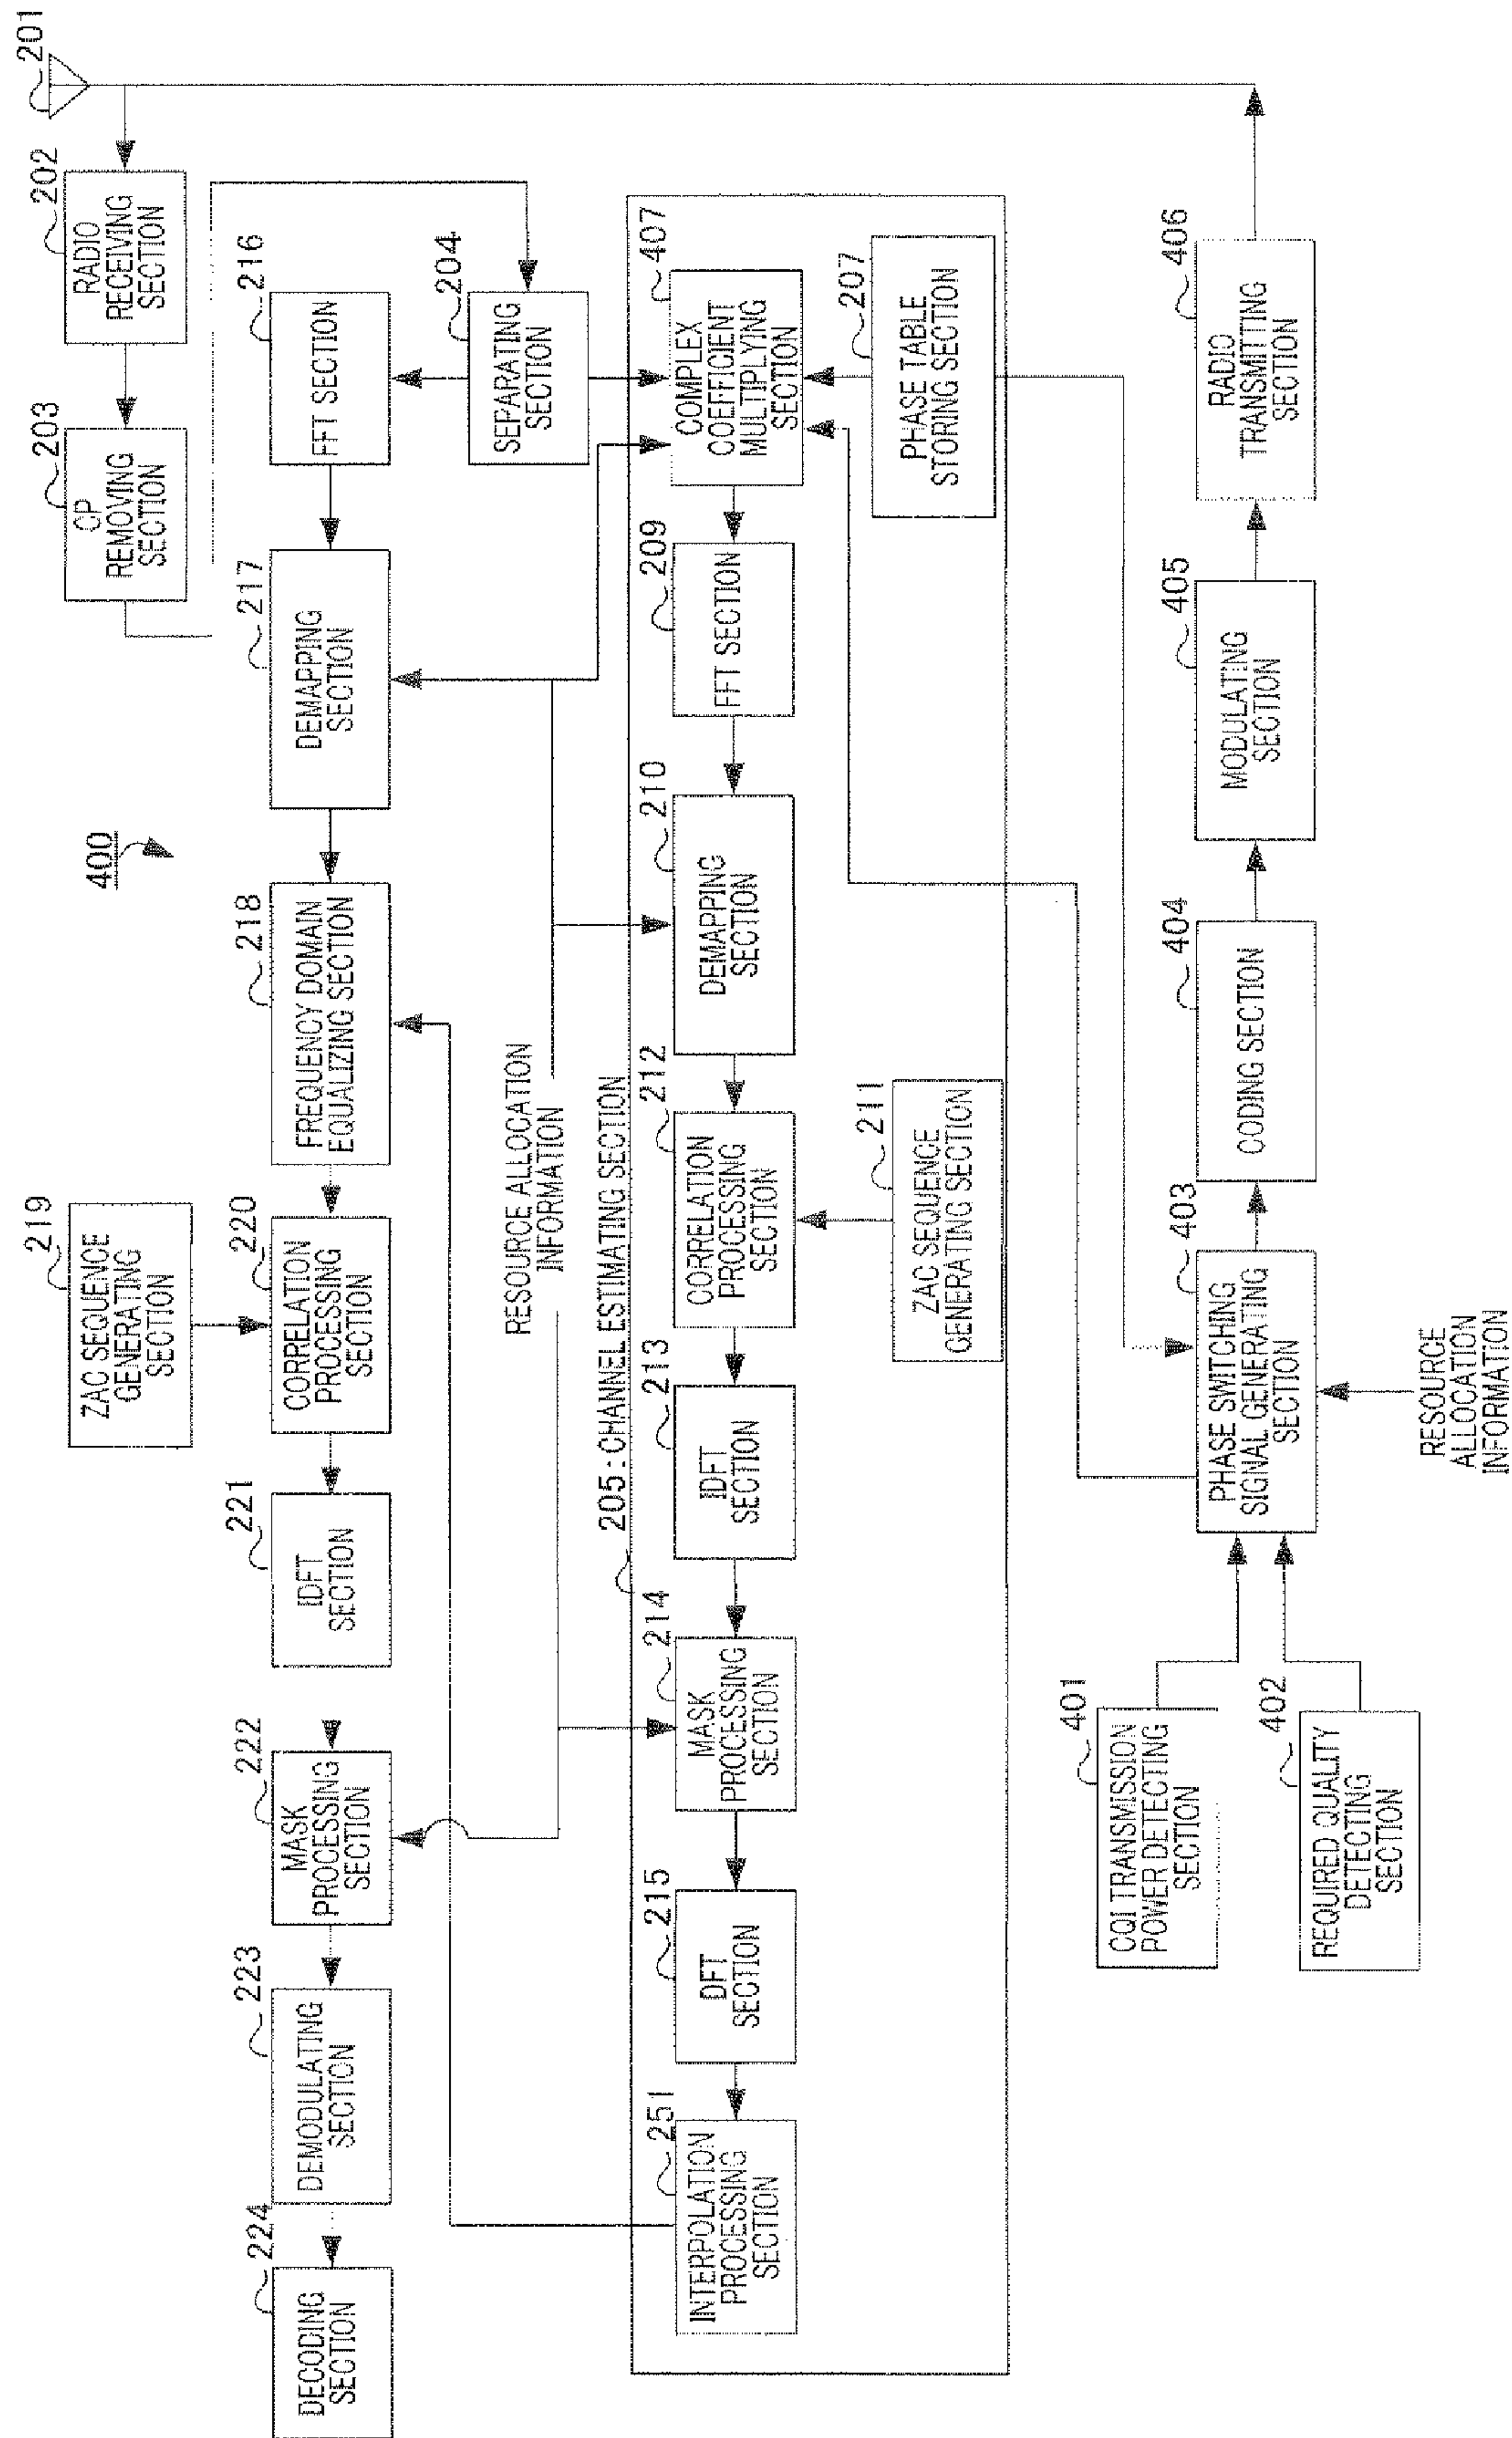 400
201
202
RADIO
RECEIVING
SECTION
203
CP
REMOVING
SECTION
224
DECODING
SECTION
223
DEMODULATING
SECTION
222
MASK
PROCESSING
SECTION
221
IDFT
SECTION
219
ZAC SEQUENCE
GENERATING
SECTION
220
CORRELATION
PROCESSING
SECTION
218
FREQUENCY DOMAIN
EQUALIZING SECTION
217
DEMAPPING
SECTION
216
FFT SECTION
204
SEPARATING
SECTION
RESOURCE ALLOCATION
INFORMATION
205 : CHANNEL ESTIMATING SECTION
251
INTERPOLATION
PROCESSING
SECTION
215
DFT
SECTION
214
MASK
PROCESSING
SECTION
213
IDFT
SECTION
212
CORRELATION
PROCESSING
SECTION
211
ZAC SEQUENCE
GENERATING SECTION
210
DEMAPPING
SECTION
209
FFT SECTION
407
COMPLEX
COEFFICIENT
MULTIPLYING
SECTION
207
PHASE TABLE
STORING SECTION
401
CQI TRANSMISSION
POWER DETECTING
SECTION
402
REQUIRED QUALITY
DETECTING
SECTION
403
PHASE SWITCHING
SIGNAL GENERATING
SECTION
RESOURCE
ALLOCATION
INFORMATION
404
CODING SECTION
405
MODULATING
SECTION
406
RADIO
TRANSMITTING
SECTION